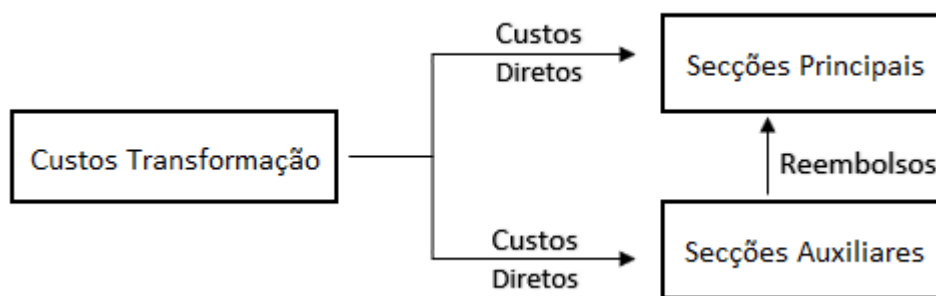 Custos
Diretos
Secções Principais
Custos Transformação
Reembolsos
Custos
Diretos
Secções Auxiliares